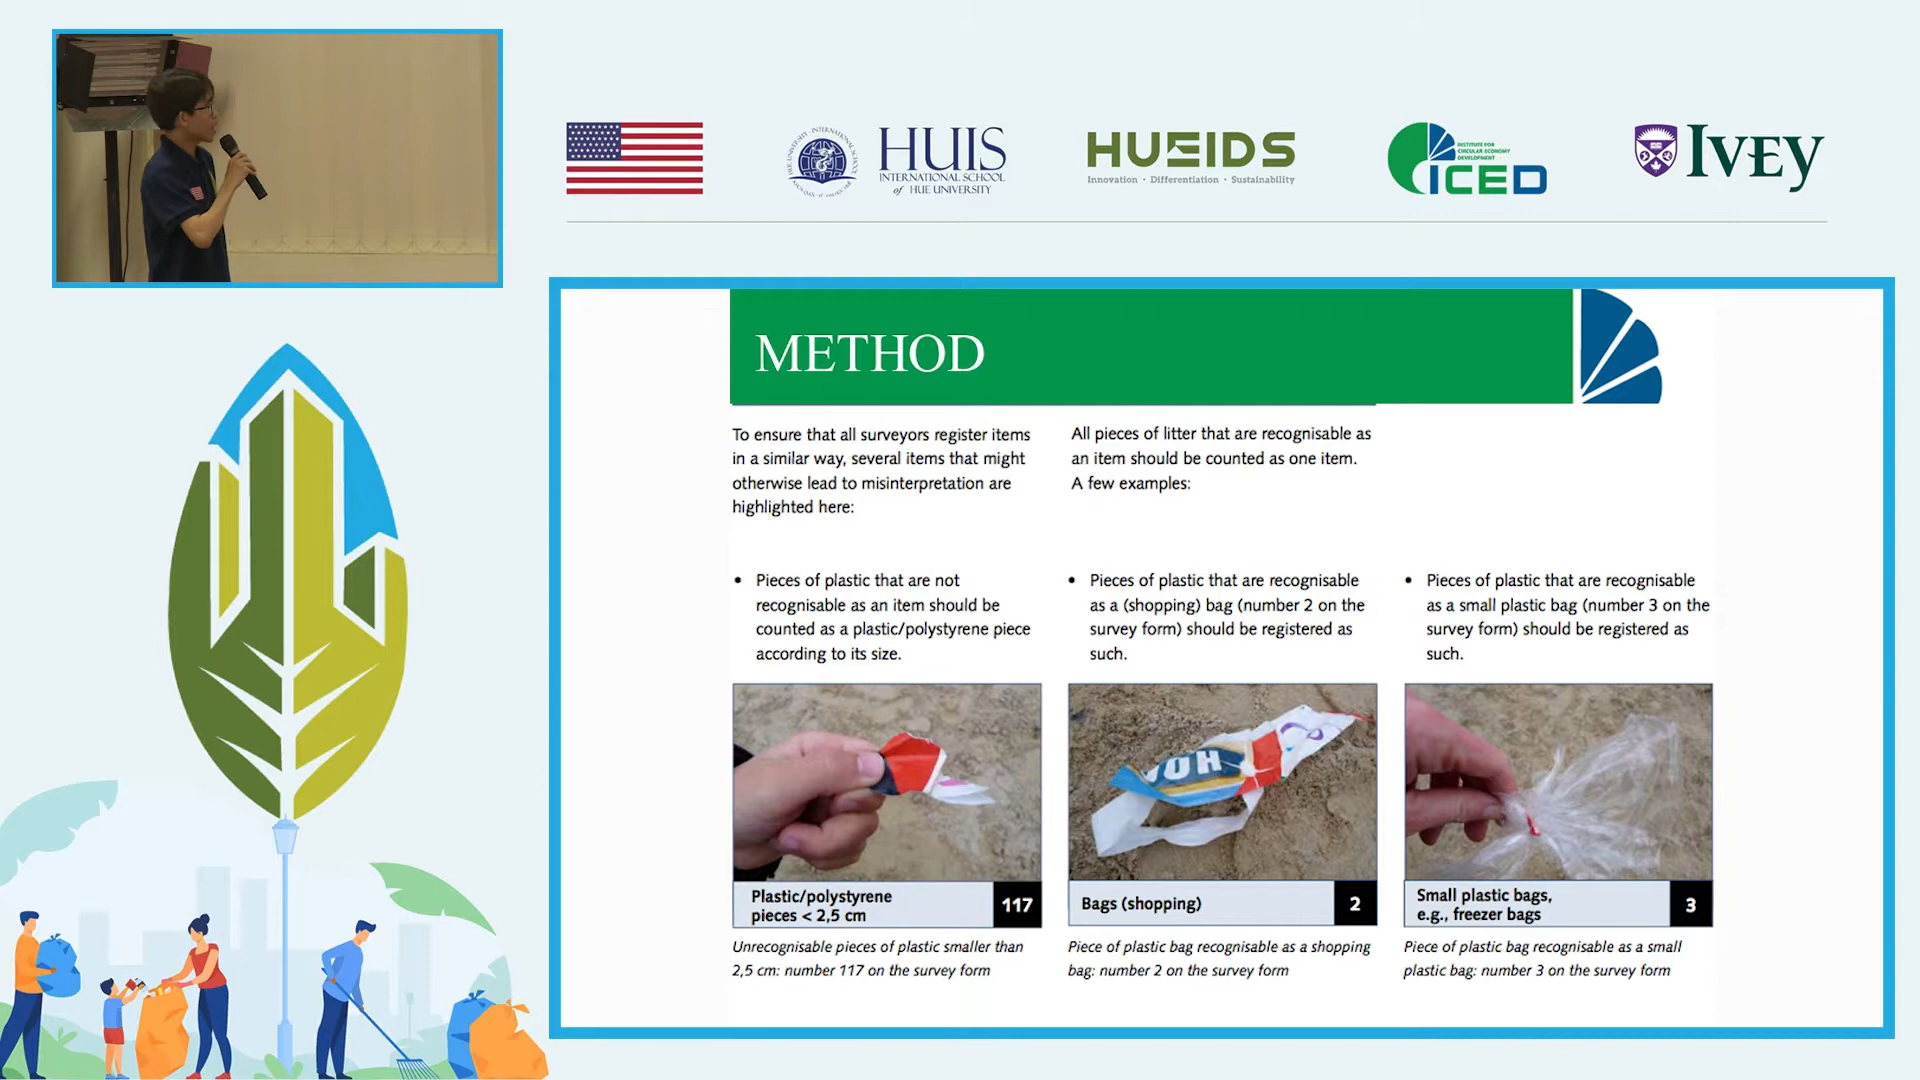 HUIS
INTERNATIONAL SCHOOL
of HUE UNIVERSITY
HUEIDS
Innovation · Differentiation · Sustainability
INSTITUTE FOR
CIRCULAR ECONOMY
DEVELOPMENT
ICED
IVEY
METHOD
To ensure that all surveyors register items
in a similar way, several items that might
otherwise lead to misinterpretation are
highlighted here:
All pieces of litter that are recognisable as
an item should be counted as one item.
A few examples:
• Pieces of plastic that are not
recognisable as an item should be
counted as a plastic/polystyrene piece
according to its size.
• Pieces of plastic that are recognisable
as a (shopping) bag (number 2 on the
survey form) should be registered as
such.
• Pieces of plastic that are recognisable
as a small plastic bag (number 3 on the
survey form) should be registered as
such.
Plastic/polystyrene
pieces < 2,5 cm
117
Bags (shopping)
2
Small plastic bags,
e.g., freezer bags
3
Unrecognisable pieces of plastic smaller than
2,5 cm: number 117 on the survey form
Piece of plastic bag recognisable as a shopping
bag: number 2 on the survey form
Piece of plastic bag recognisable as a small
plastic bag: number 3 on the survey form